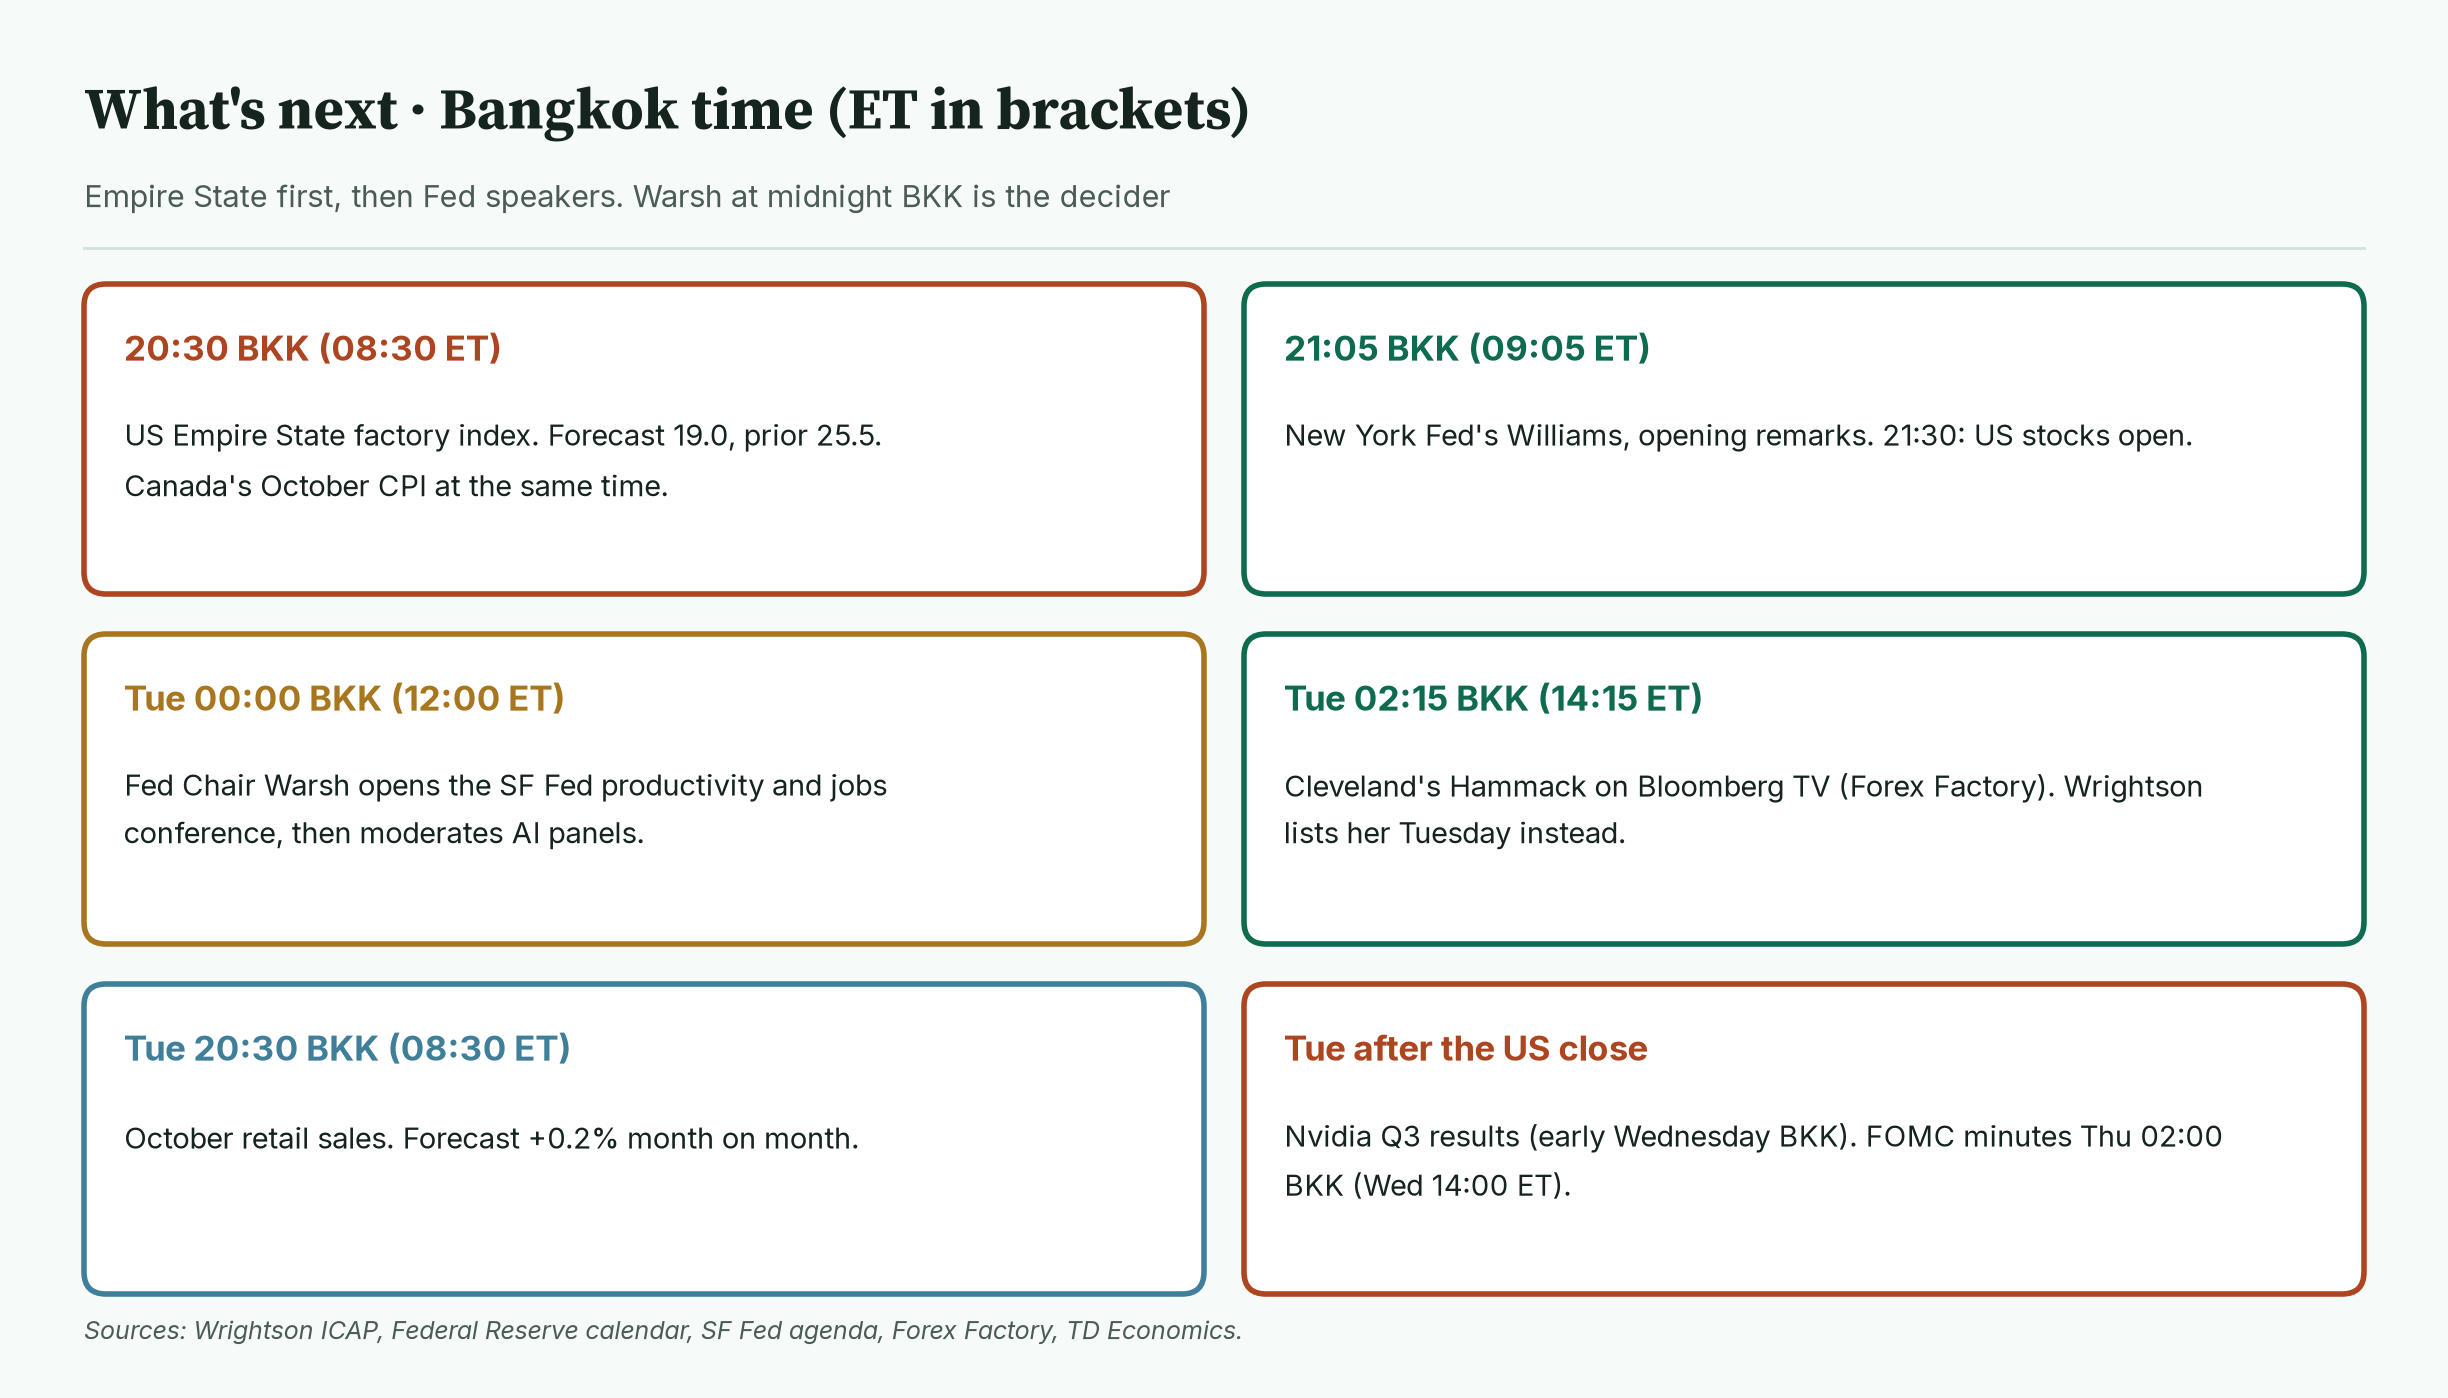 What's next · Bangkok time (ET in brackets)
Empire State first, then Fed speakers. Warsh at midnight BKK is the decider
20:30 BKK (08:30 ET)
US Empire State factory index. Forecast 19.0, prior 25.5.
Canada's October CPI at the same time.
21:05 BKK (09:05 ET)
New York Fed's Williams, opening remarks. 21:30: US stocks open.
Tue 00:00 BKK (12:00 ET)
Fed Chair Warsh opens the SF Fed productivity and jobs
conference, then moderates AI panels.
Tue 02:15 BKK (14:15 ET)
Cleveland's Hammack on Bloomberg TV (Forex Factory). Wrightson
lists her Tuesday instead.
Tue 20:30 BKK (08:30 ET)
October retail sales. Forecast +0.2% month on month.
Tue after the US close
Nvidia Q3 results (early Wednesday BKK). FOMC minutes Thu 02:00
BKK (Wed 14:00 ET).
Sources: Wrightson ICAP, Federal Reserve calendar, SF Fed agenda, Forex Factory, TD Economics.